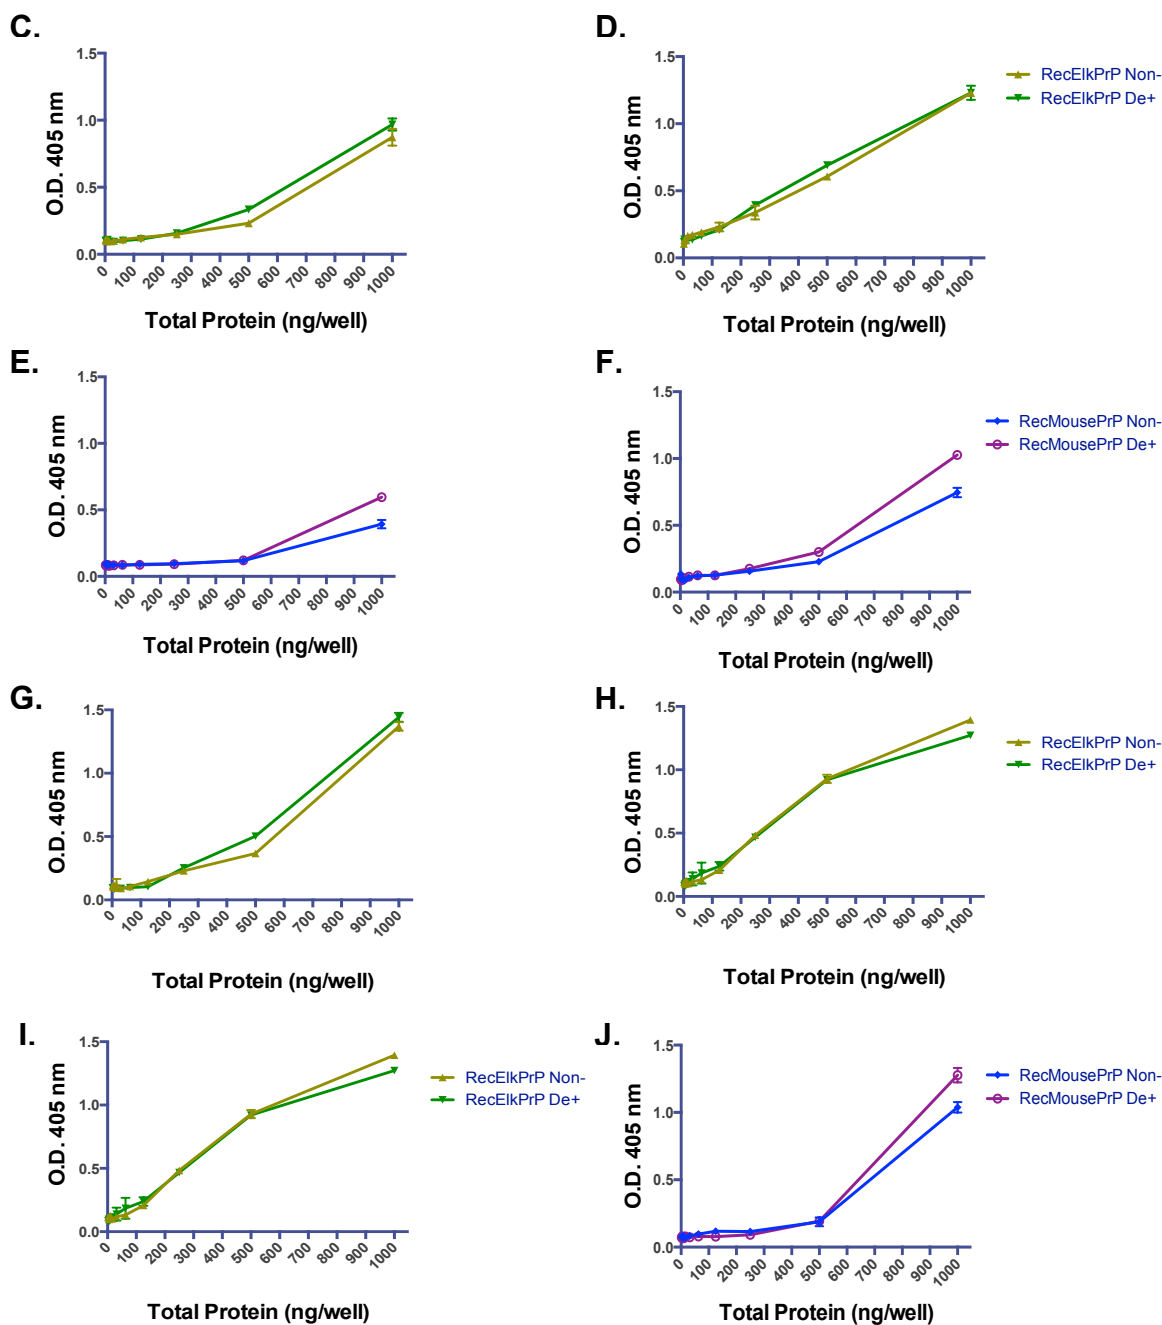 C.
1.5
1.0
0.5
0.0
O.D. 405 nm
0 100 200 300 400 500 600 700 800 900 1000
Total Protein (ng/well)
D.
1.5
1.0
0.5
0.0
O.D. 405 nm
0 100 200 300 400 500 600 700 800 900 1000
Total Protein (ng/well)
RecElkPrP Non-
RecElkPrP De+
E.
1.5
1.0
0.5
0.0
O.D. 405 nm
0 100 200 300 400 500 600 700 800 900 1000
Total Protein (ng/well)
F.
1.5
1.0
0.5
0.0
O.D. 405 nm
0 100 200 300 400 500 600 700 800 900 1000
Total Protein (ng/well)
RecMousePrP Non-
RecMousePrP De+
G.
1.5
1.0
0.5
0.0
O.D. 405 nm
0 100 200 300 400 500 600 700 800 900 1000
Total Protein (ng/well)
H.
1.5
1.0
0.5
0.0
O.D. 405 nm
0 100 200 300 400 500 600 700 800 900 1000
Total Protein (ng/well)
RecElkPrP Non-
RecElkPrP De+
I.
1.5
1.0
0.5
0.0
O.D. 405 nm
0 100 200 300 400 500 600 700 800 900 1000
Total Protein (ng/well)
RecElkPrP Non-
RecElkPrP De+
J.
1.5
1.0
0.5
0.0
O.D. 405 nm
0 100 200 300 400 500 600 700 800 900 1000
Total Protein (ng/well)
RecMousePrP Non-
RecMousePrP De+